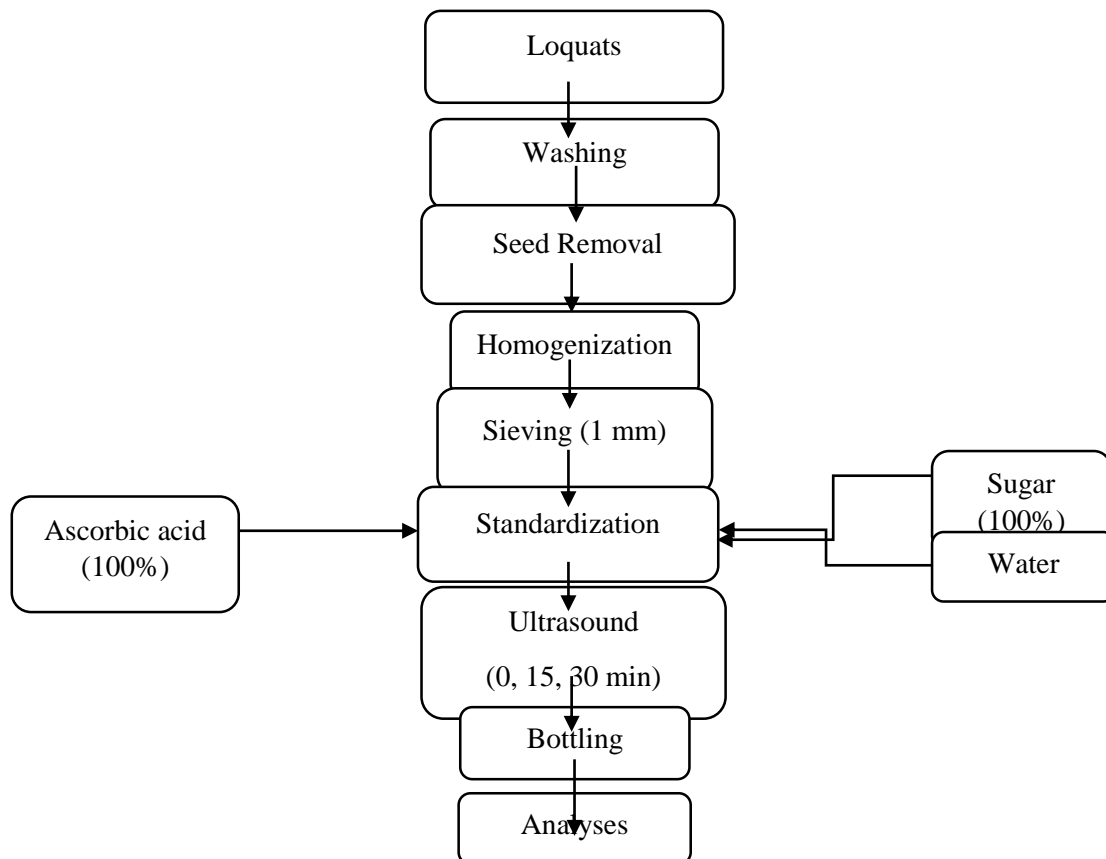 Loquats
Washing
Seed Removal
Homogenization
Sieving (1 mm)
Standardization
Ascorbic acid
(100%)
Sugar
(100%)
Water
Ultrasound
(0, 15, 30 min)
Bottling
Analyses